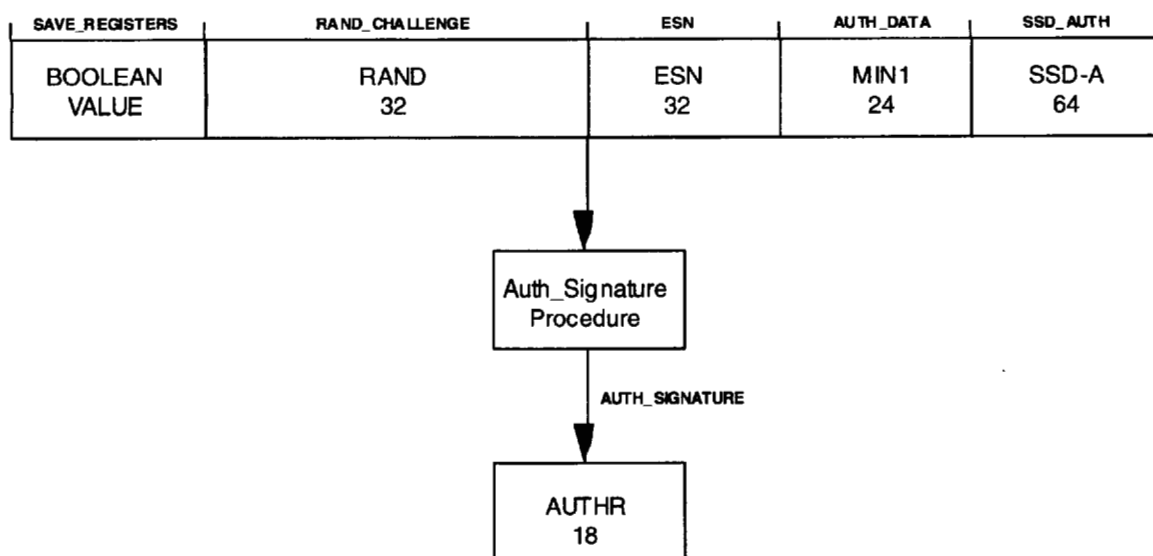 SAVE_REGISTERS RAND_CHALLENGE ESN AUTH_DATA SSD_AUTH
BOOLEAN RAND ESN MIN1 SSD-A
VALUE 32 32 24 64
Auth_Signature
Procedure
AUTH_SIGNATURE
AUTHR
18